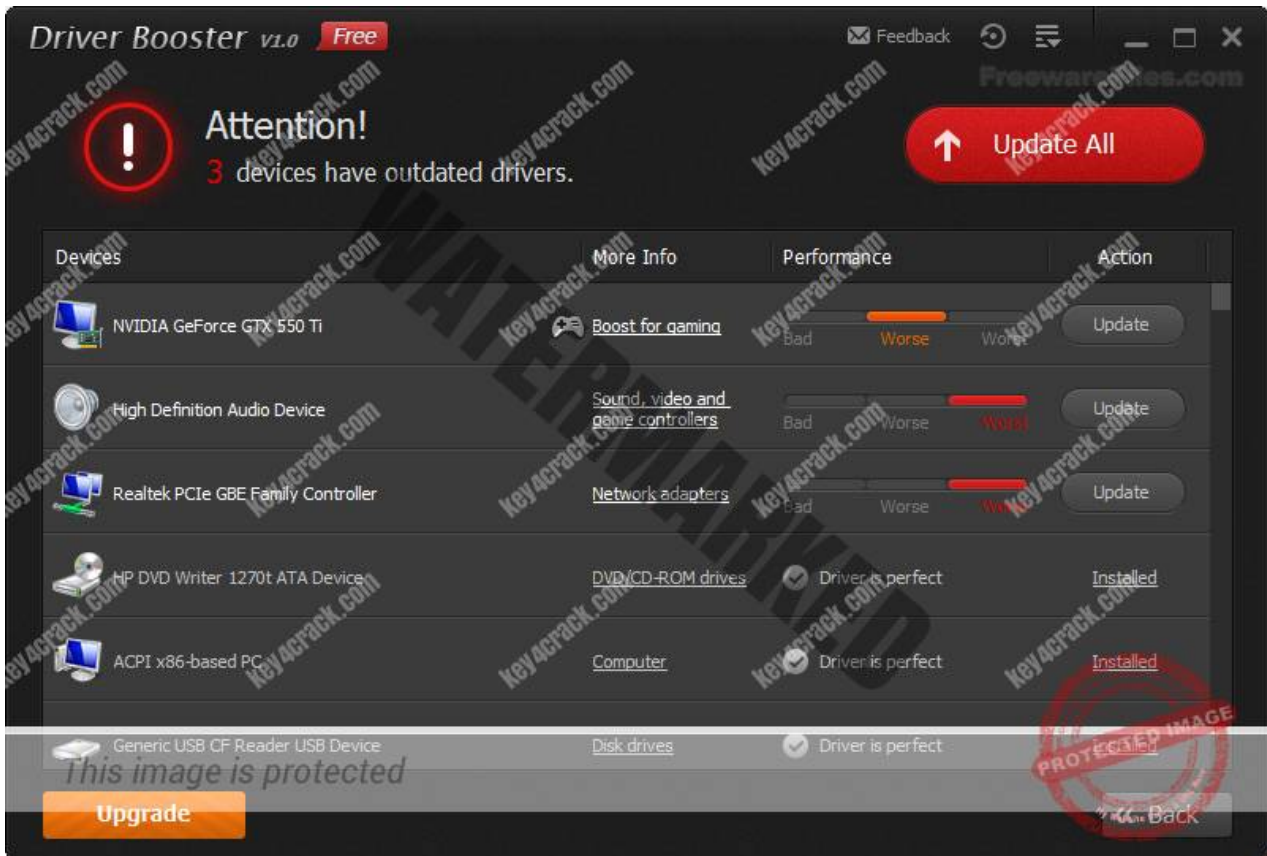 Driver Booster v1.0 Free
Feedback
FreewareFiles.com
Attention!
3 devices have outdated drivers.
Update All
Devices More Info Performance Action
NVIDIA GeForce GTX 550 Ti Boost for gaming Bad Worse Worst Update
High Definition Audio Device Sound, video and game controllers Bad Worse Worst Update
Realtek PCIe GBE Family Controller Network adapters Bad Worse Worst Update
HP DVD Writer 1270t ATA Device DVD/CD-ROM drives Driver is perfect Installed
ACPI x86-based PC Computer Driver is perfect Installed
Generic USB CF Reader USB Device Disk drives Driver is perfect Installed
This image is protected
Upgrade
Back
WATERMARKED
PROTECTED IMAGE
key4crack.com